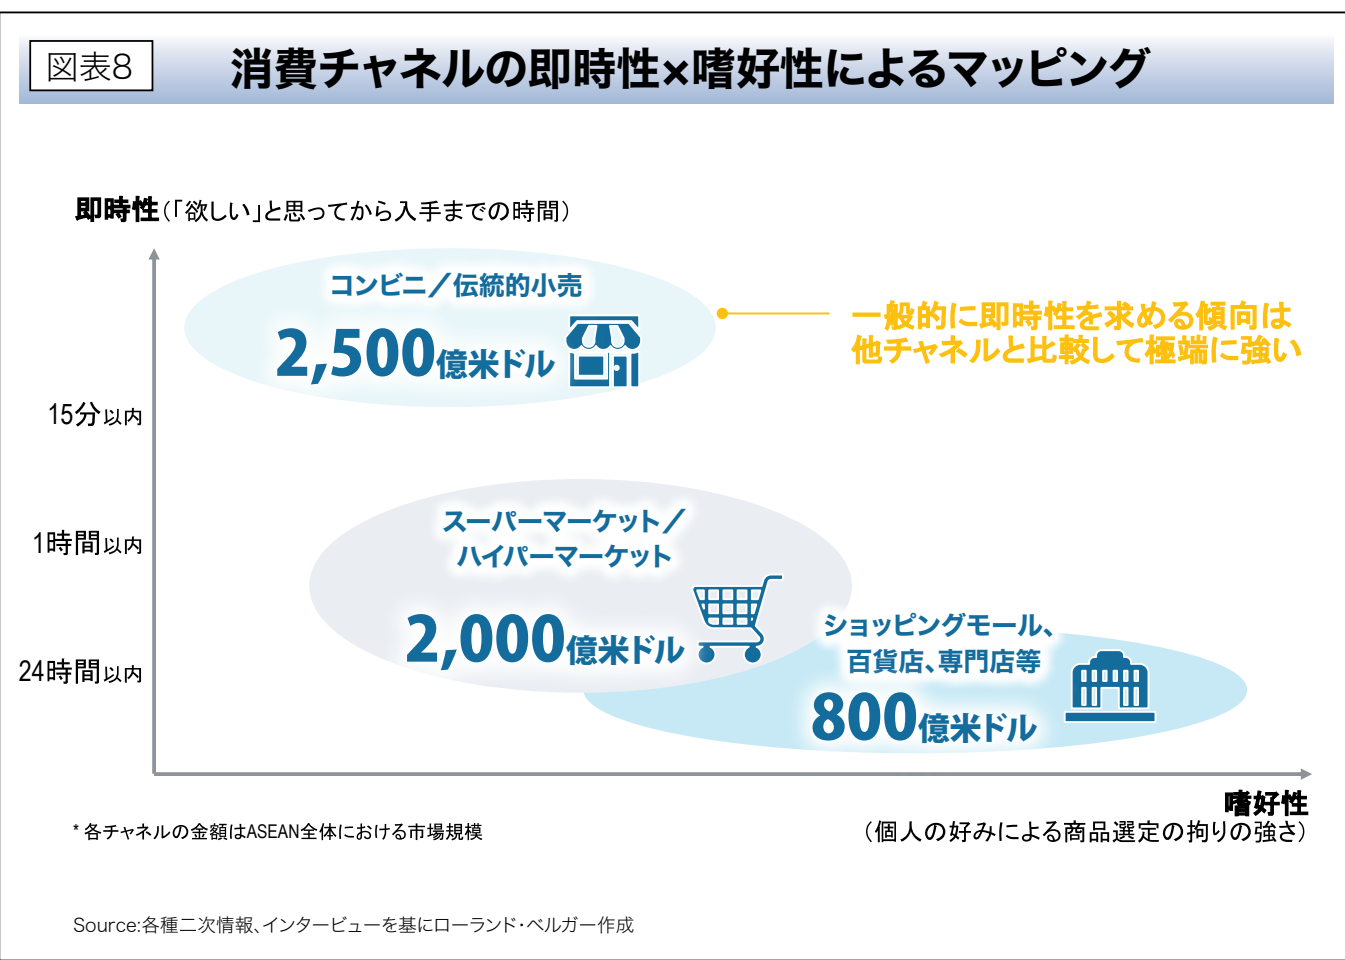 図表8
消費チャネルの即時性×嗜好性によるマッピング
即時性(「欲しい」と思ってから入手までの時間)
コンビニ／伝統的小売
2,500億米ドル
一般的に即時性を求める傾向は
他チャネルと比較して極端に強い
15分以内
1時間以内
24時間以内
スーパーマーケット／
ハイパーマーケット
2,000億米ドル
ショッピングモール、
百貨店、専門店等
800億米ドル
嗜好性
(個人の好みによる商品選定の拘りの強さ)
* 各チャネルの金額はASEAN全体における市場規模
Source:各種二次情報、インタービューを基にローランド・ベルガー作成